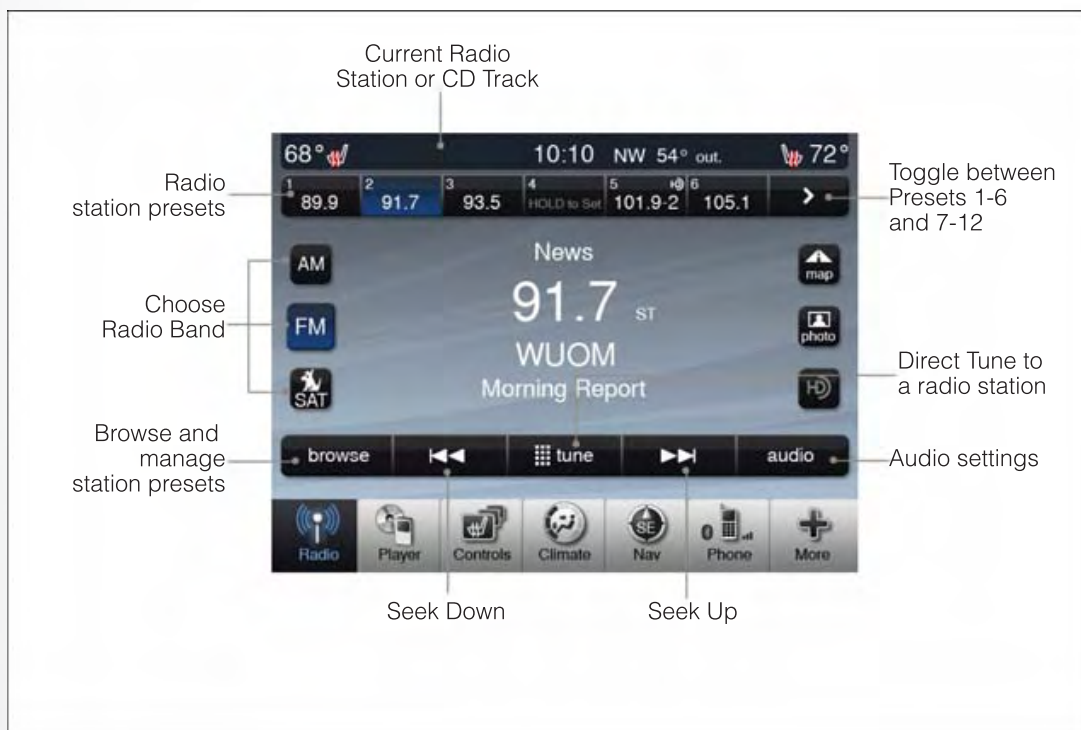 Current Radio
Station or CD Track
68° 10:10 NW 54° out. 72°
Radio
station presets
1 89.9 2 91.7 3 93.5 4 HOLD to Set 5 101.9-2 6 105.1
Toggle between
Presets 1-6
and 7-12
AM
News
map
Choose
Radio Band
FM
91.7 ST
photo
WUOM
Direct Tune to
a radio station
SAT
Morning Report
HD
Browse and
manage
station presets
browse tune audio
Audio settings
SE
Radio Player Controls Climate Nav Phone More
Seek Down
Seek Up